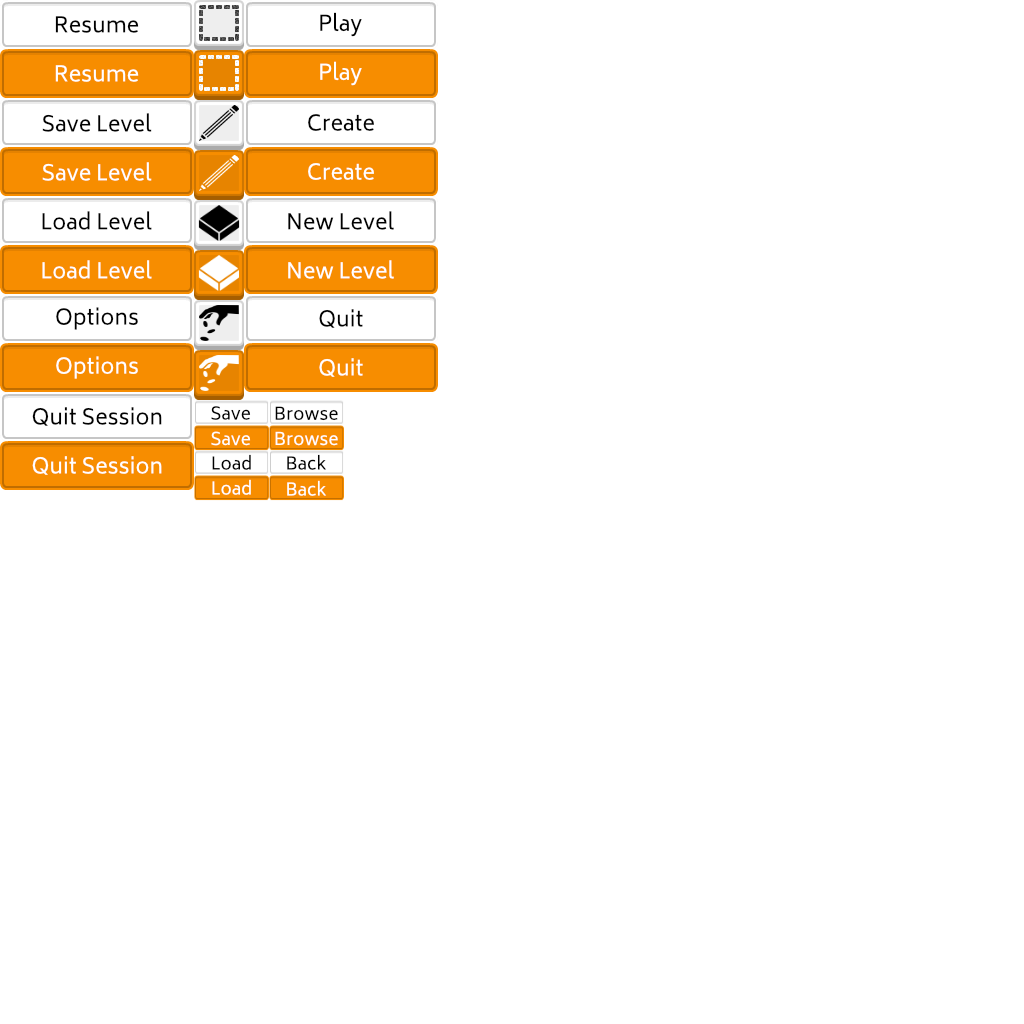 Resume
Play
Resume
Play
Save Level
Create
Save Level
Create
Load Level
New Level
Load Level
New Level
Options
Quit
Options
Quit
Quit Session
Save
Browse
Save
Browse
Quit Session
Load
Back
Load
Back